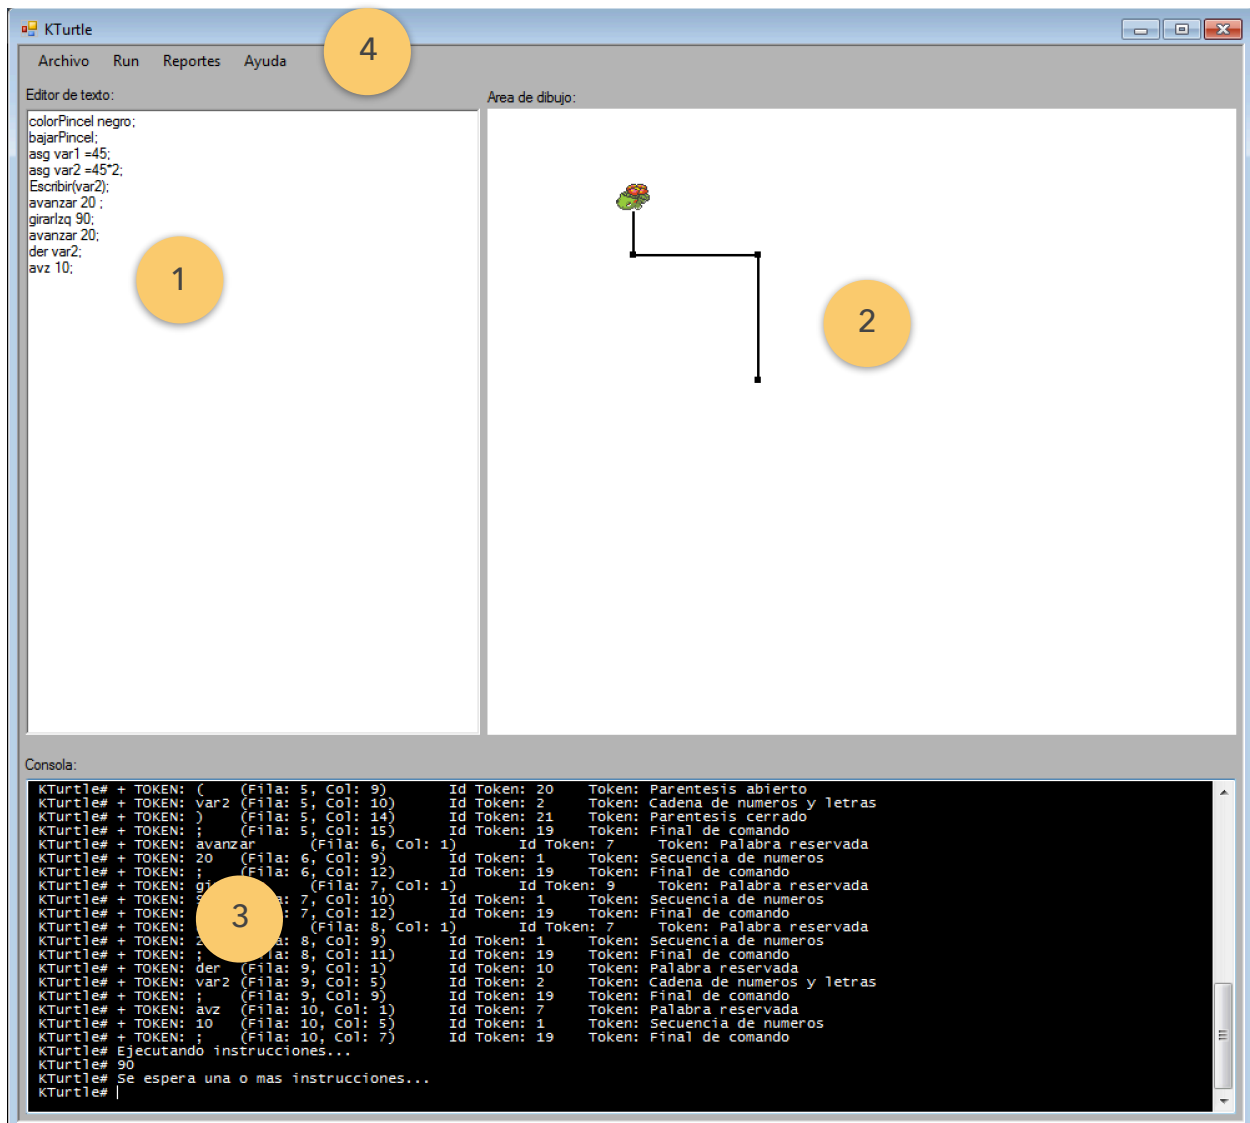 KTurtle
4
Archivo Run Reportes Ayuda
Editor de texto:
Area de dibujo:
colorPincel negro;
bajarPincel;
asg var1 =45;
asg var2 =45*2;
Escribir(var2);
avanzar 20 ;
girarIzq 90;
avanzar 20;
der var2;
avz 10;
1
2
Consola:
KTurtle# + TOKEN: ( (Fila: 5, Col: 9) Id Token: 20 Token: Parentesis abierto
KTurtle# + TOKEN: var2 (Fila: 5, Col: 10) Id Token: 2 Token: Cadena de numeros y letras
KTurtle# + TOKEN: ) (Fila: 5, Col: 14) Id Token: 21 Token: Parentesis cerrado
KTurtle# + TOKEN: ; (Fila: 5, Col: 15) Id Token: 19 Token: Final de comando
KTurtle# + TOKEN: avanzar (Fila: 6, Col: 1) Id Token: 7 Token: Palabra reservada
KTurtle# + TOKEN: 20 (Fila: 6, Col: 9) Id Token: 1 Token: Secuencia de numeros
KTurtle# + TOKEN: ; (Fila: 6, Col: 12) Id Token: 19 Token: Final de comando
KTurtle# + TOKEN: (Fila: 7, Col: 1) Id Token: 9 Token: Palabra reservada
KTurtle# + TOKEN: 7, Col: 10) Id Token: 1 Token: Secuencia de numeros
KTurtle# + TOKEN: 7, Col: 12) Id Token: 19 Token: Final de comando
KTurtle# + TOKEN: (Fila: 8, Col: 1) Id Token: 7 Token: Palabra reservada
KTurtle# + TOKEN: 8, Col: 9) Id Token: 1 Token: Secuencia de numeros
KTurtle# + TOKEN: ; (Fila: 8, Col: 11) Id Token: 19 Token: Final de comando
KTurtle# + TOKEN: der (Fila: 9, Col: 1) Id Token: 10 Token: Palabra reservada
KTurtle# + TOKEN: var2 (Fila: 9, Col: 5) Id Token: 2 Token: Cadena de numeros y letras
KTurtle# + TOKEN: ; (Fila: 9, Col: 9) Id Token: 19 Token: Final de comando
KTurtle# + TOKEN: avz (Fila: 10, Col: 1) Id Token: 7 Token: Palabra reservada
KTurtle# + TOKEN: 10 (Fila: 10, Col: 5) Id Token: 1 Token: Secuencia de numeros
KTurtle# + TOKEN: ; (Fila: 10, Col: 7) Id Token: 19 Token: Final de comando
KTurtle# Ejecutando instrucciones...
KTurtle# 90
KTurtle# Se espera una o mas instrucciones...
KTurtle#
3